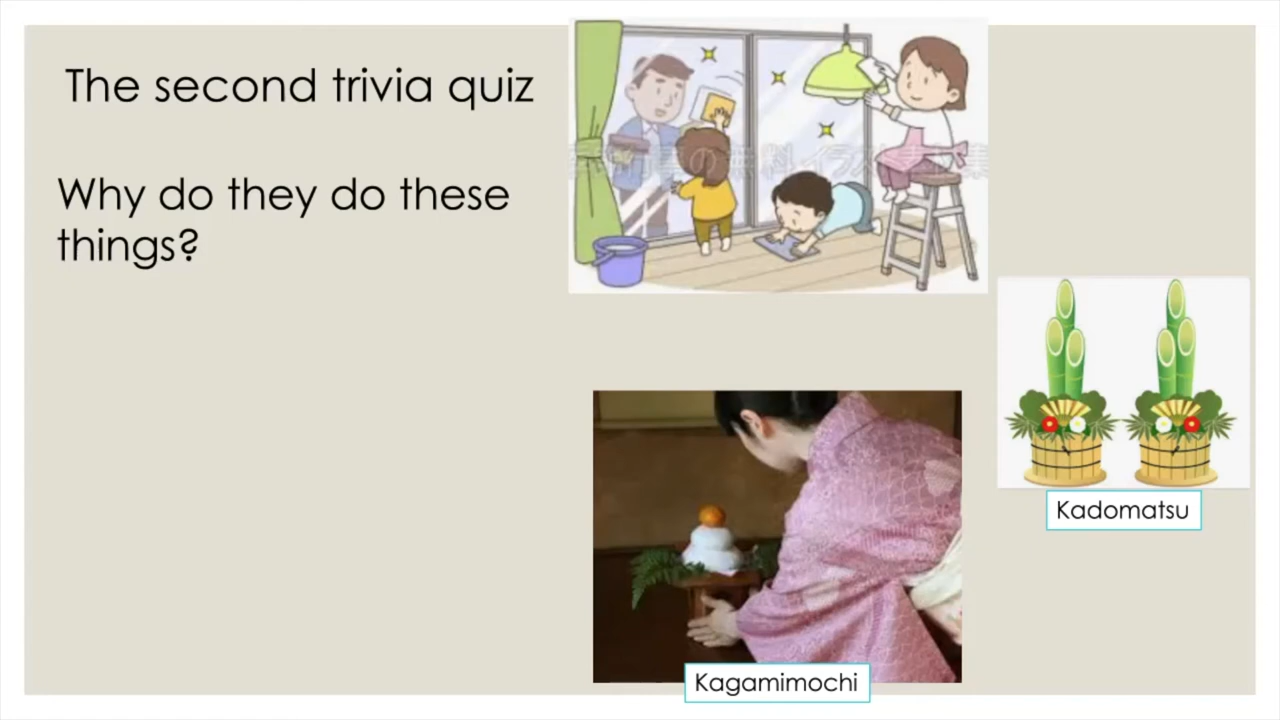 The second trivia quiz
Why do they do these
things?
Kadomatsu
Kagamimochi